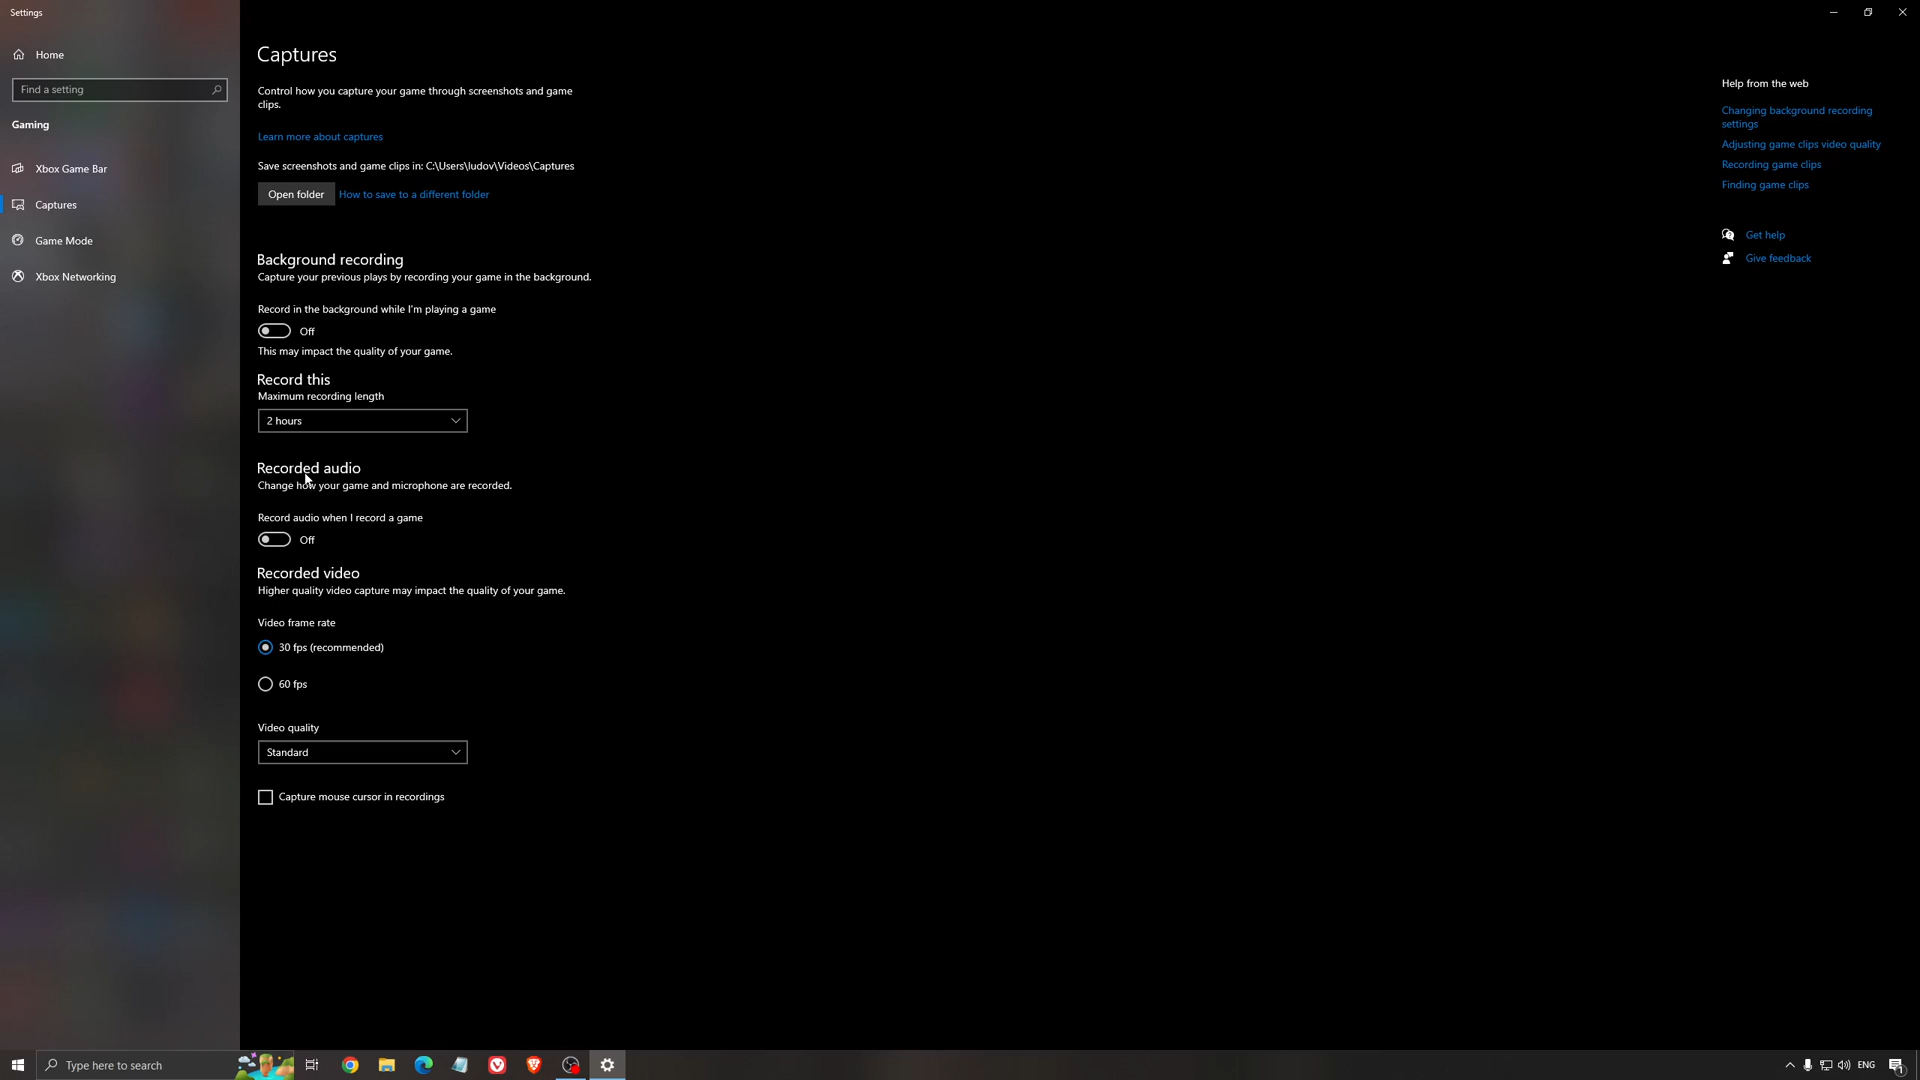 Settings
Home
Find a setting
Gaming
Xbox Game Bar
Captures
Game Mode
Xbox Networking
Captures
Control how you capture your game through screenshots and game
clips.
Learn more about captures
Save screenshots and game clips in: C:\Users\ludov\Videos\Captures
Open folder
How to save to a different folder
Background recording
Capture your previous plays by recording your game in the background.
Record in the background while I'm playing a game
Off
This may impact the quality of your game.
Record this
Maximum recording length
2 hours
Recorded audio
Change how your game and microphone are recorded.
Record audio when I record a game
Off
Recorded video
Higher quality video capture may impact the quality of your game.
Video frame rate
30 fps (recommended)
60 fps
Video quality
Standard
Capture mouse cursor in recordings
Help from the web
Changing background recording
settings
Adjusting game clips video quality
Recording game clips
Finding game clips
Get help
Give feedback
Type here to search
ENG
1